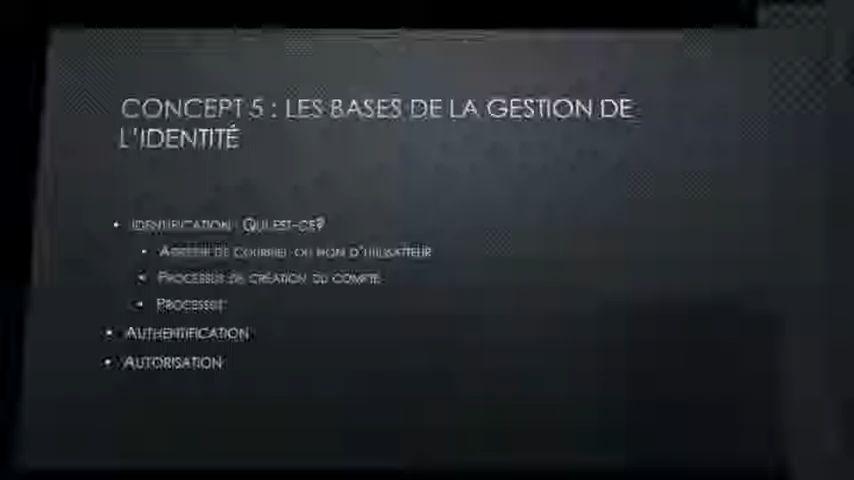 CONCEPT 5 : LES BASES DE LA GESTION DE
L'IDENTITÉ
• IDENTIFICATION : QUI EST-CE?
• ADRESSE DE COURRIEL OU NOM D'UTILISATEUR
• PROCESSUS DE CRÉATION DU COMPTE
• PROCESSUS
• AUTHENTIFICATION
• AUTORISATION